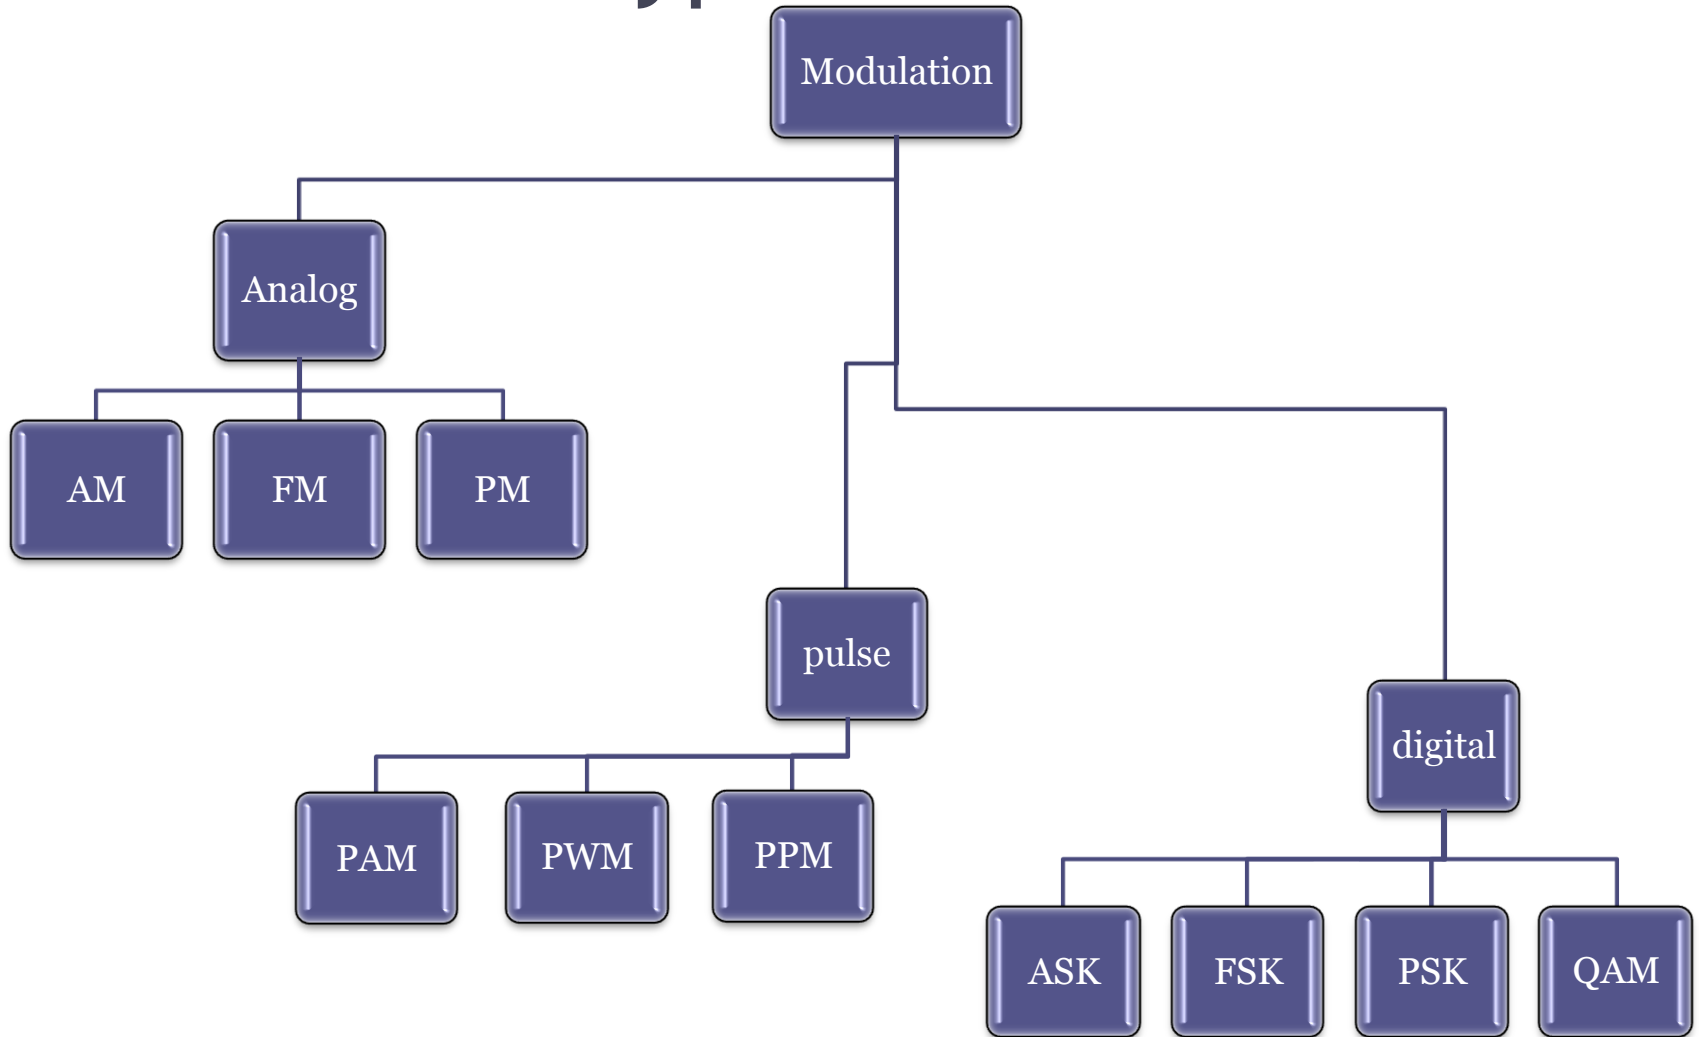 Modulation
Analog
AM
FM
PM
pulse
PAM
PWM
PPM
digital
ASK
FSK
PSK
QAM